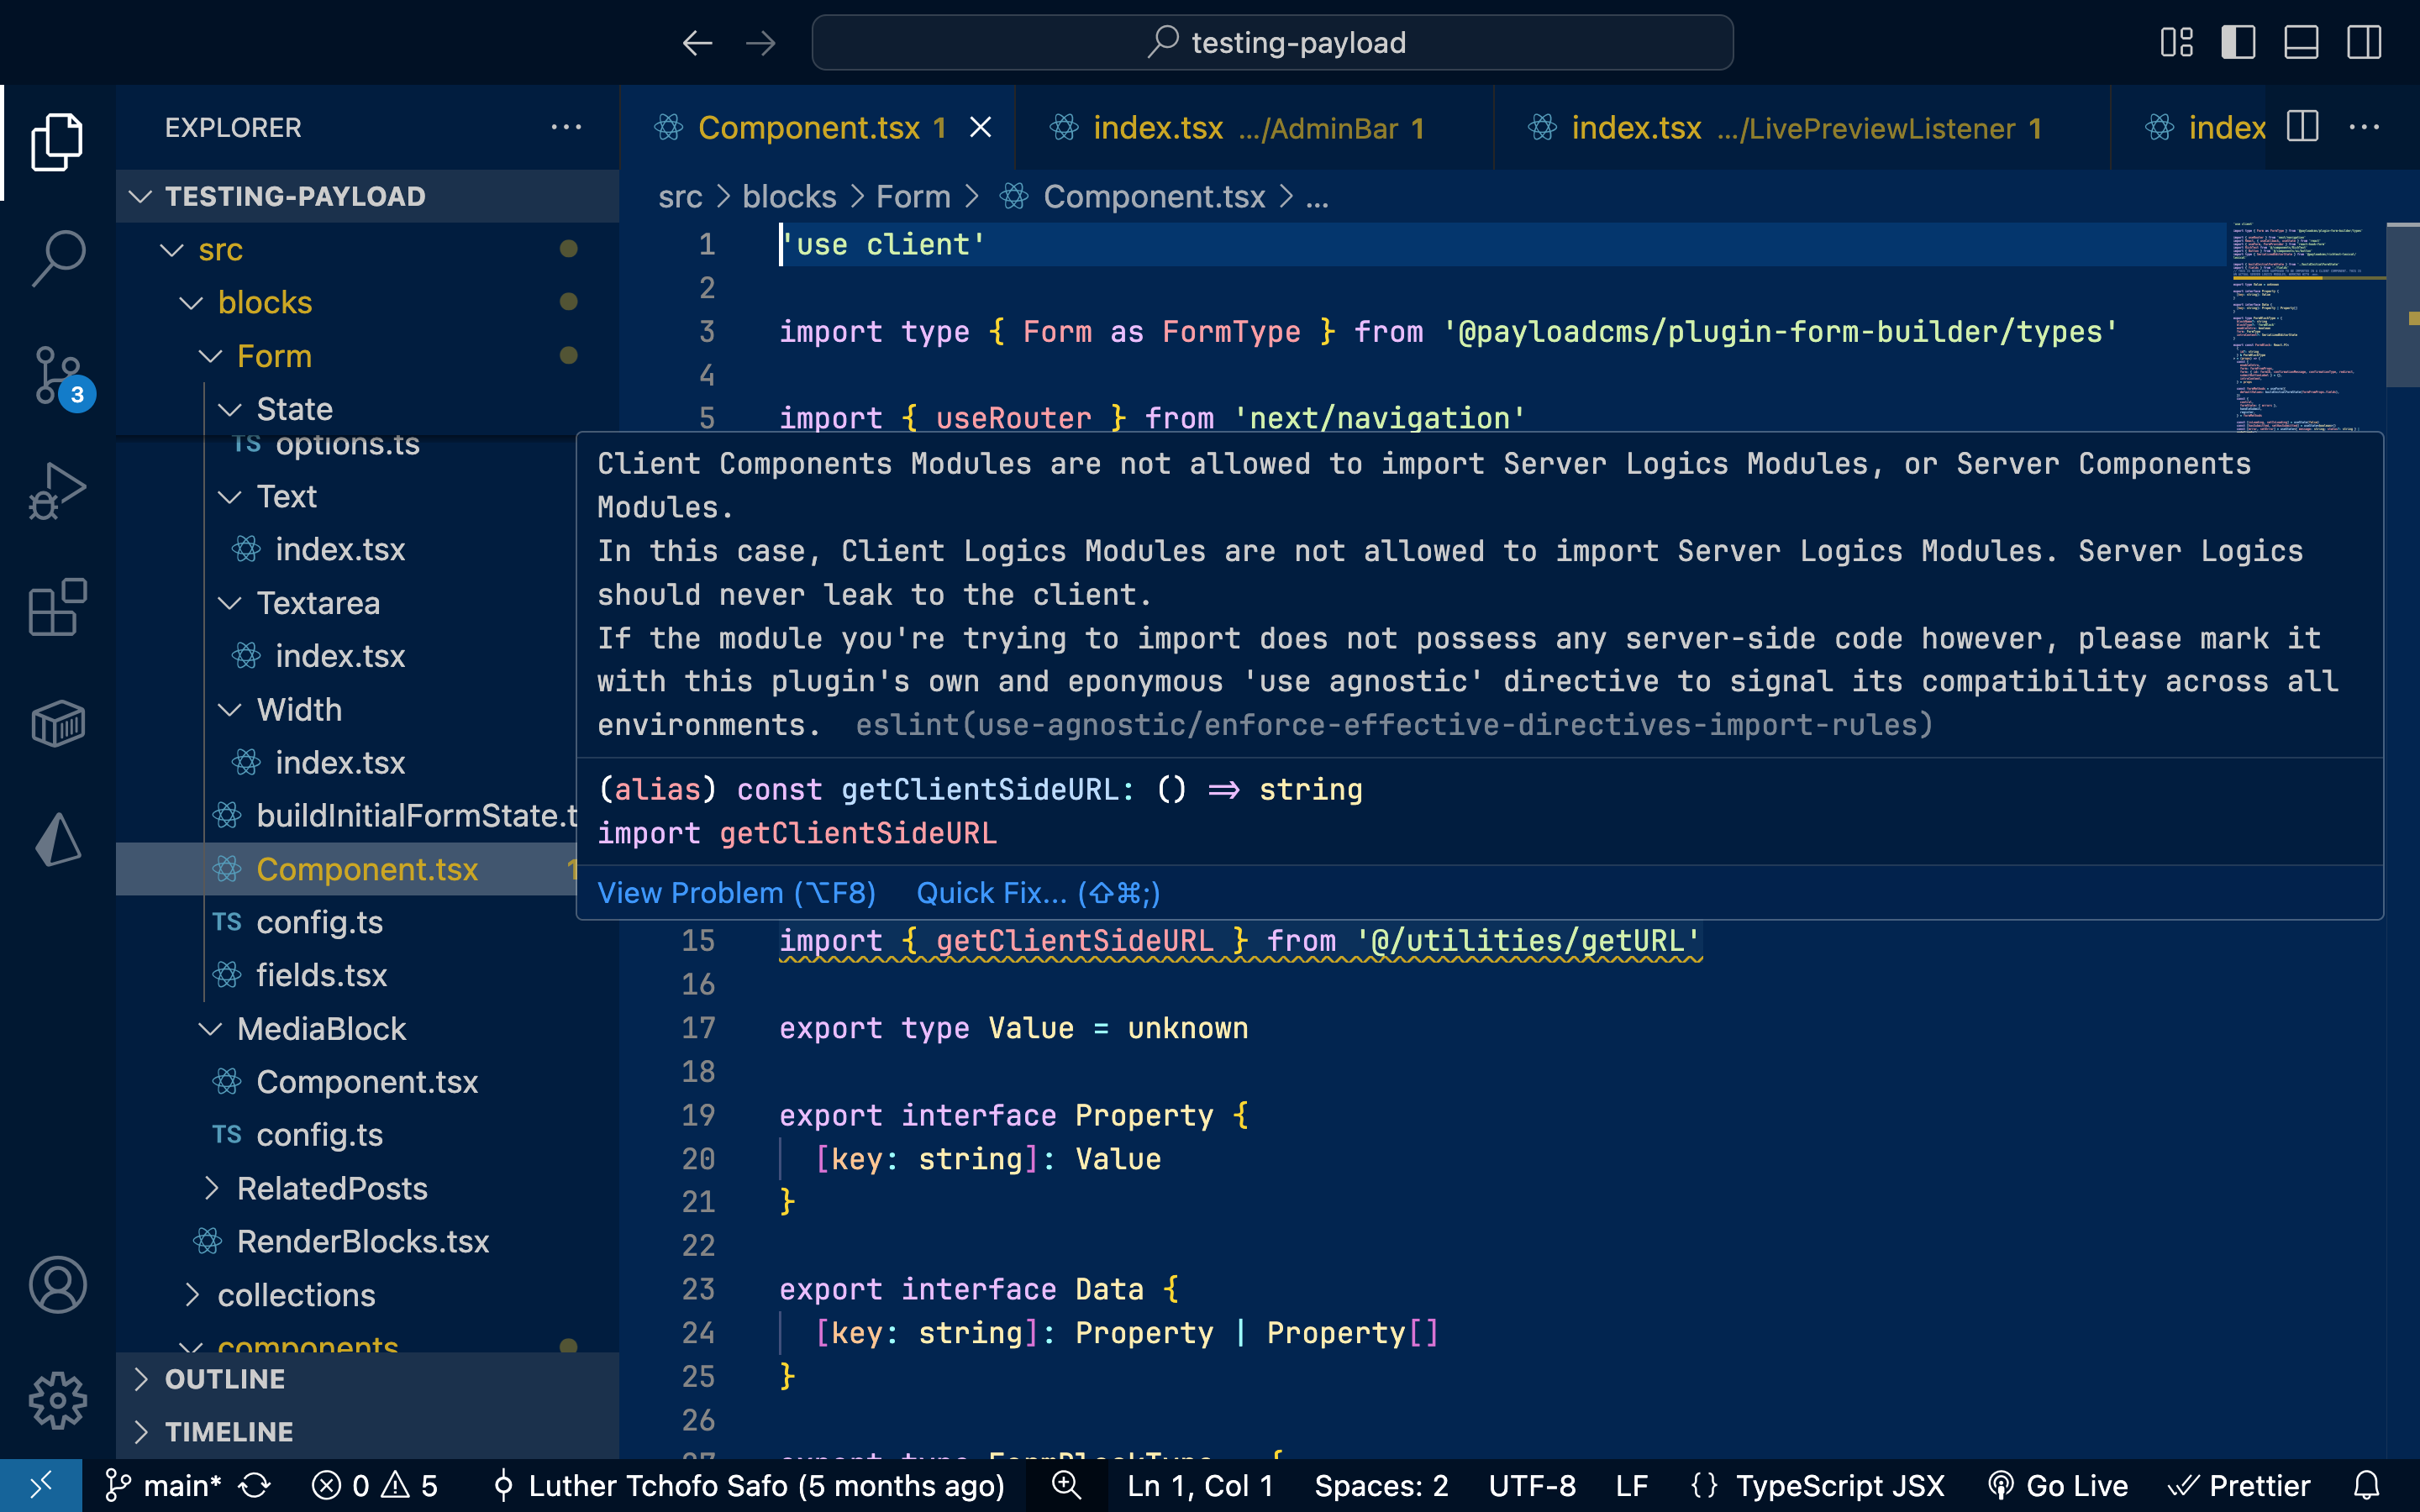 testing-payload
EXPLORER
Component.tsx 1
index.tsx .../AdminBar 1
index.tsx .../LivePreviewListener 1
index
TESTING-PAYLOAD
src > blocks > Form > Component.tsx > ...
src
blocks
Form
State
options.ts
Text
index.tsx
Textarea
index.tsx
Width
index.tsx
buildInitialFormState.t
Component.tsx 1
config.ts
fields.tsx
MediaBlock
Component.tsx
config.ts
RelatedPosts
RenderBlocks.tsx
collections
components
OUTLINE
TIMELINE
3
1 'use client'
2
3 import type { Form as FormType } from '@payloadcms/plugin-form-builder/types'
4
5 import { useRouter } from 'next/navigation'
Client Components Modules are not allowed to import Server Logics Modules, or Server Components
Modules.
In this case, Client Logics Modules are not allowed to import Server Logics Modules. Server Logics
should never leak to the client.
If the module you're trying to import does not possess any server-side code however, please mark it
with this plugin's own and eponymous 'use agnostic' directive to signal its compatibility across all
environments. eslint(use-agnostic/enforce-effective-directives-import-rules)
(alias) const getClientSideURL: () => string
import getClientSideURL
View Problem (⌥F8) Quick Fix... (⇧⌘;)
15 import { getClientSideURL } from '@/utilities/getURL'
16
17 export type Value = unknown
18
19 export interface Property {
20 [key: string]: Value
21 }
22
23 export interface Data {
24 [key: string]: Property | Property[]
25 }
26
27 export type FormBlockType = {
main* 0 5 Luther Tchofo Safo (5 months ago) Ln 1, Col 1 Spaces: 2 UTF-8 LF {} TypeScript JSX Go Live Prettier